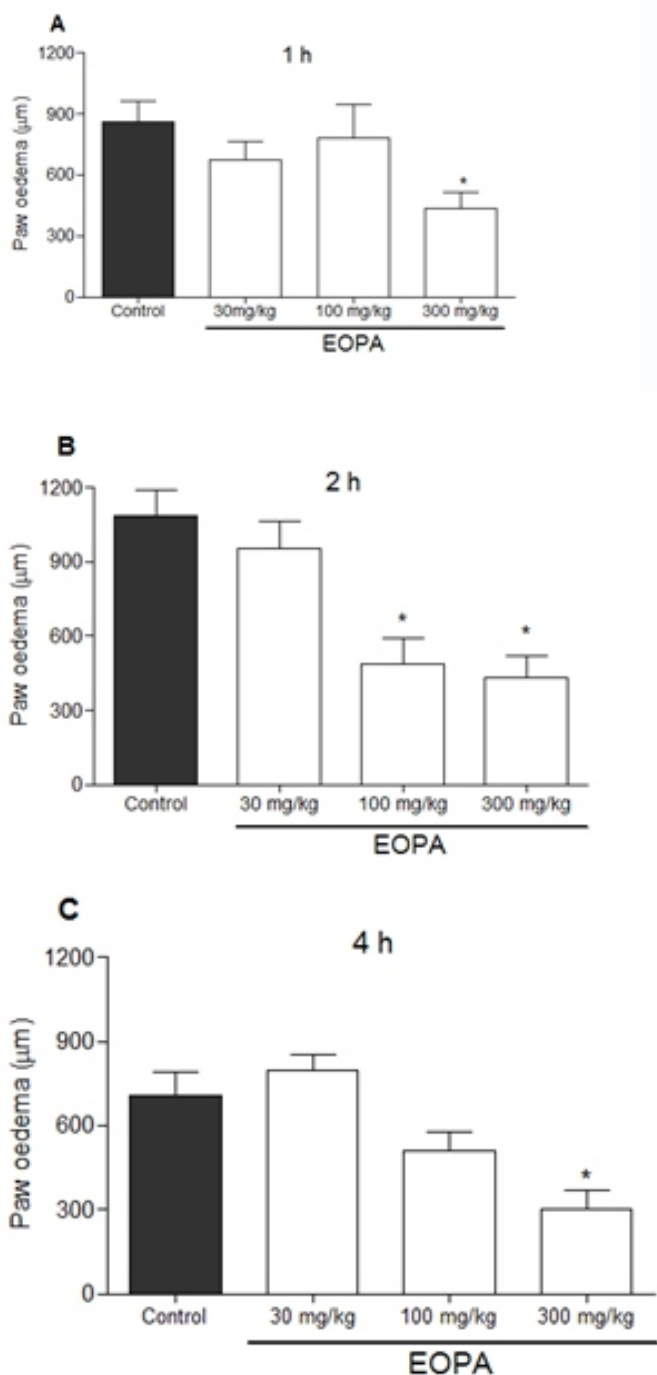 A
1 h
Paw oedema (μm)
1200
900
600
300
0
*
Control 30mg/kg 100 mg/kg 300 mg/kg
EOPA
B
2 h
Paw oedema (μm)
1200
900
600
300
0
* *
Control 30 mg/kg 100 mg/kg 300 mg/kg
EOPA
C
4 h
Paw oedema (μm)
1200
900
600
300
0
*
Control 30 mg/kg 100 mg/kg 300 mg/kg
EOPA